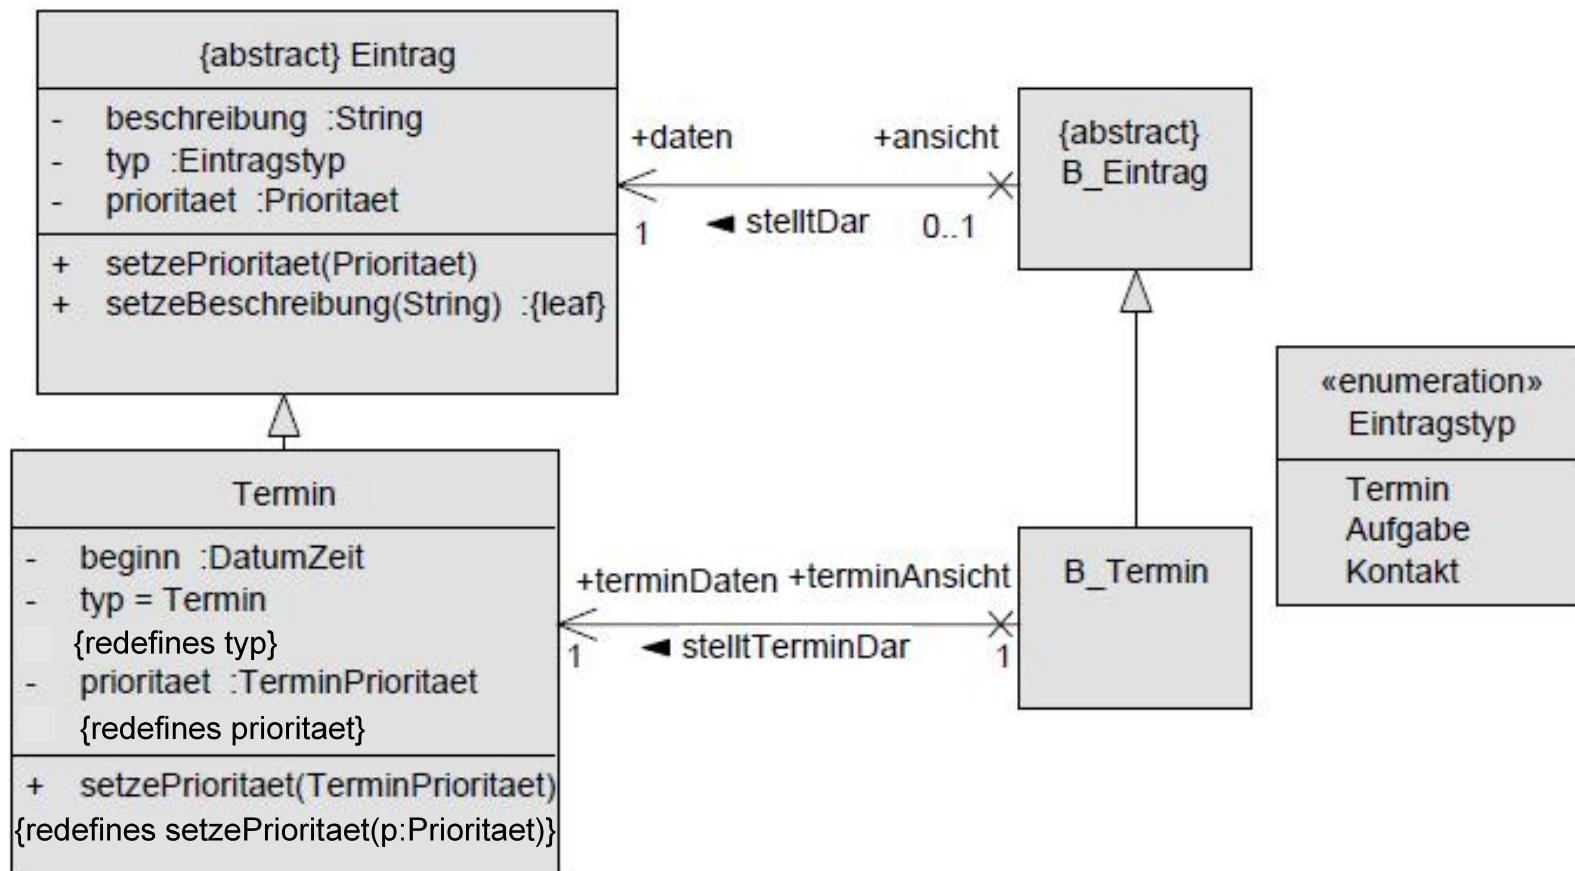 {abstract} Eintrag
- beschreibung :String
- typ :Eintragstyp
- prioritaet :Prioritaet
+ setzePrioritaet(Prioritaet)
+ setzeBeschreibung(String) :{leaf}
+daten
+ansicht
1
◄ stelltDar
0..1
{abstract}
B_Eintrag
«enumeration»
Eintragstyp
Termin
Aufgabe
Kontakt
Termin
- beginn :DatumZeit
- typ = Termin
{redefines typ}
- prioritaet :TerminPrioritaet
{redefines prioritaet}
+ setzePrioritaet(TerminPrioritaet)
{redefines setzePrioritaet(p:Prioritaet)}
+terminDaten
+terminAnsicht
1
◄ stelltTerminDar
1
B_Termin